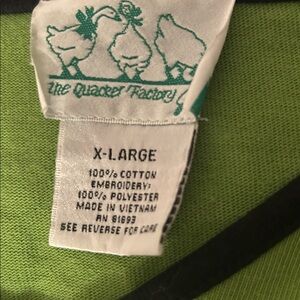 the Quacker Factory
X-LARGE
100% COTTON
EMBROIDERY:
100% POLYESTER
MADE IN VIETNAM
RN 81693
SEE REVERSE FOR CARE